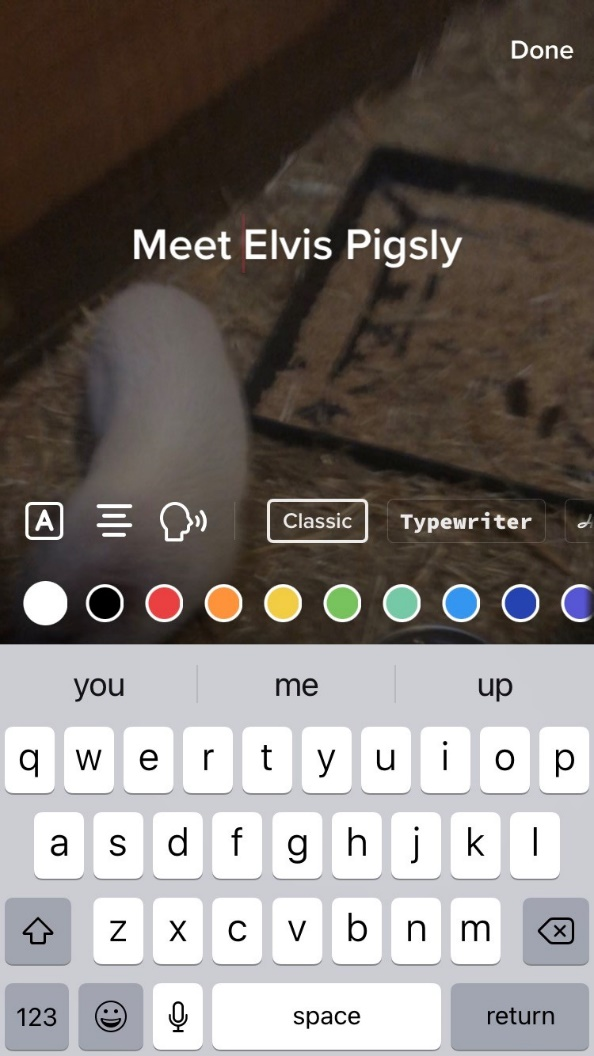 Done
Meet Elvis Pigsly
A
Classic Typewriter
you me up
q w e r t y u i o p
a s d f g h j k l
z x c v b n m
123 space return